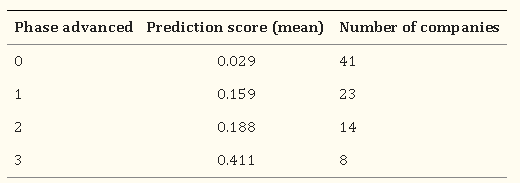 Phase advanced Prediction score (mean) Number of companies
0 0.029 41
1 0.159 23
2 0.188 14
3 0.411 8